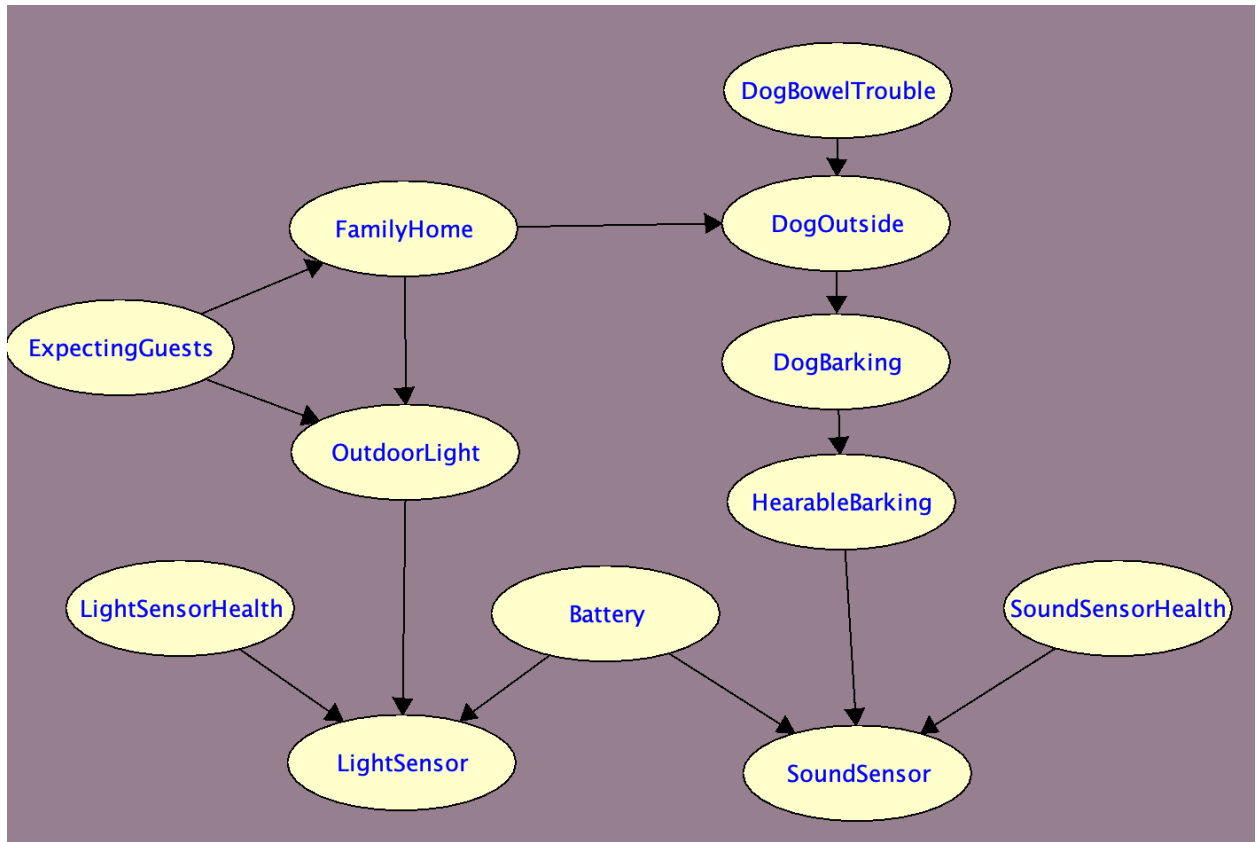 DogBowelTrouble
FamilyHome
DogOutside
ExpectingGuests
DogBarking
OutdoorLight
HearableBarking
LightSensorHealth
Battery
SoundSensorHealth
LightSensor
SoundSensor